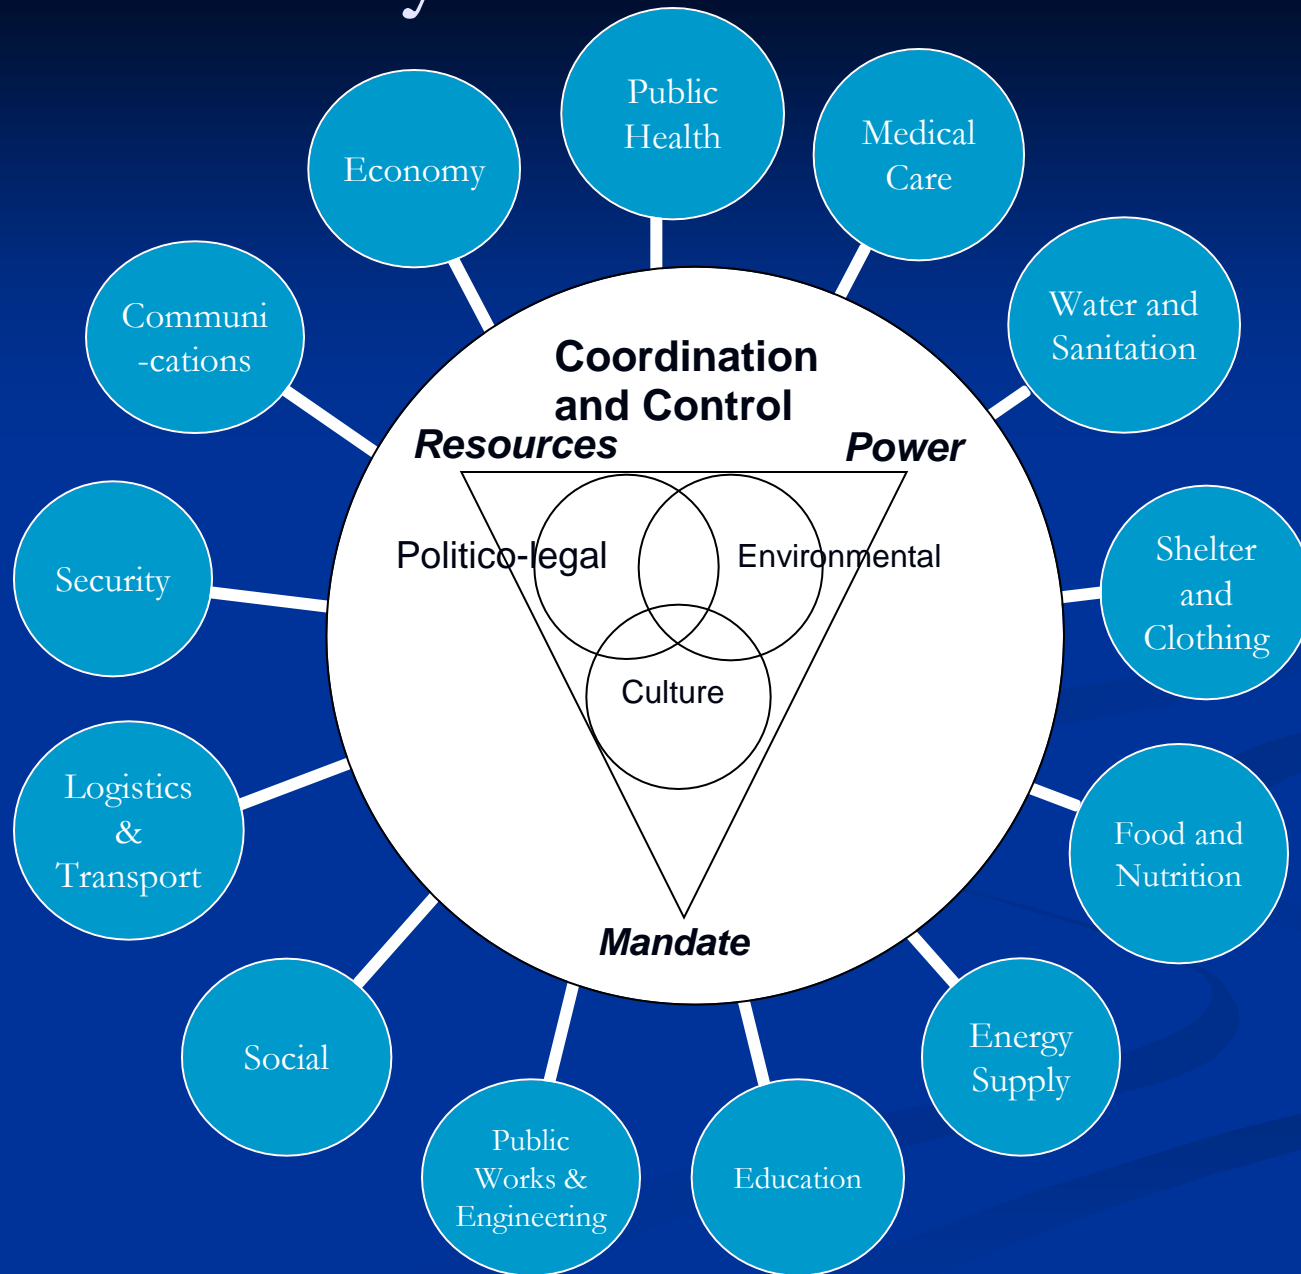 Public
Health
Medical
Care
Economy
Water and
Sanitation
Communi
-cations
Coordination
and Control
Resources
Power
Shelter
and
Clothing
Security
Politico-legal
Environmental
Culture
Logistics
&
Transport
Food and
Nutrition
Mandate
Energy
Supply
Social
Public
Works &
Engineering
Education